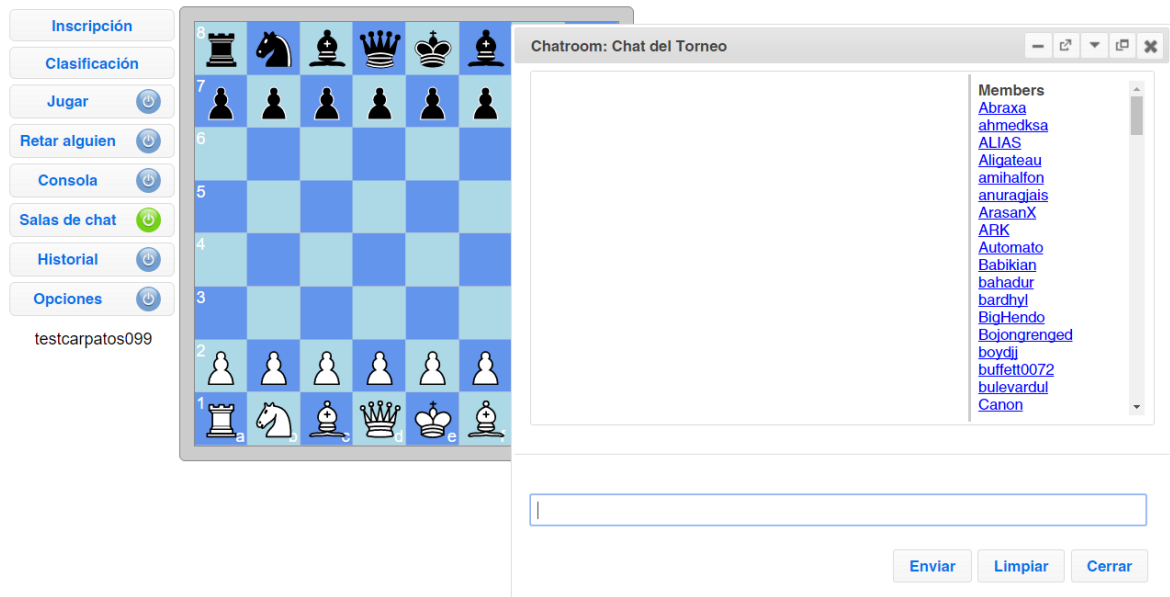 Inscripción
Clasificación
Jugar
Retar alguien
Consola
Salas de chat
Historial
Opciones
testcarpatos099
8
7
6
5
4
3
2
1
a
b
c
d
e
f
Chatroom: Chat del Torneo
Members
Abraxa
ahmedksa
ALIAS
Aligateau
amihalfon
anuragjais
ArasanX
ARK
Automato
Babikian
bahadur
bardhyl
BigHendo
Bojongrenged
boydjj
buffett0072
bulevardul
Canon
Enviar
Limpiar
Cerrar